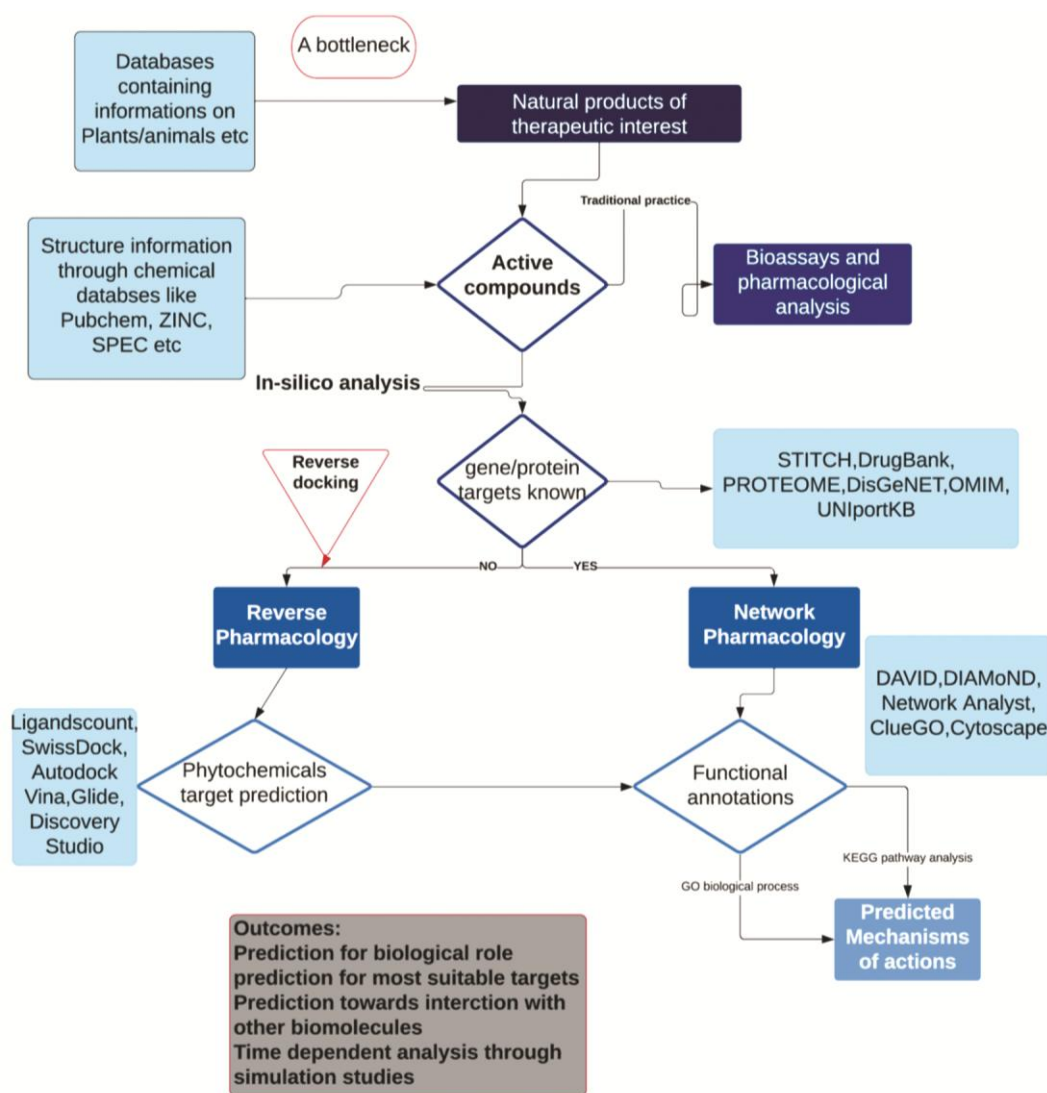 A bottleneck
Databases
containing
informations on
Plants/animals etc
Natural products of
therapeutic interest
Traditional practice
Structure information
through chemical
databses like
Pubchem, ZINC,
SPEC etc
Active
compounds
Bioassays and
pharmacological
analysis
In-silico analysis
Reverse
docking
gene/protein
targets known
STITCH,DrugBank,
PROTEOME,DisGeNET,OMIM,
UNIportKB
NO
YES
Reverse
Pharmacology
Network
Pharmacology
DAVID,DIAMoND,
Network Analyst,
ClueGO,Cytoscape
Ligandscount,
SwissDock,
Autodock
Vina,Glide,
Discovery
Studio
Phytochemicals
target prediction
Functional
annotations
KEGG pathway analysis
GO biological process
Predicted
Mechanisms
of actions
Outcomes:
Prediction for biological role
prediction for most suitable targets
Prediction towards interction with
other biomolecules
Time dependent analysis through
simulation studies